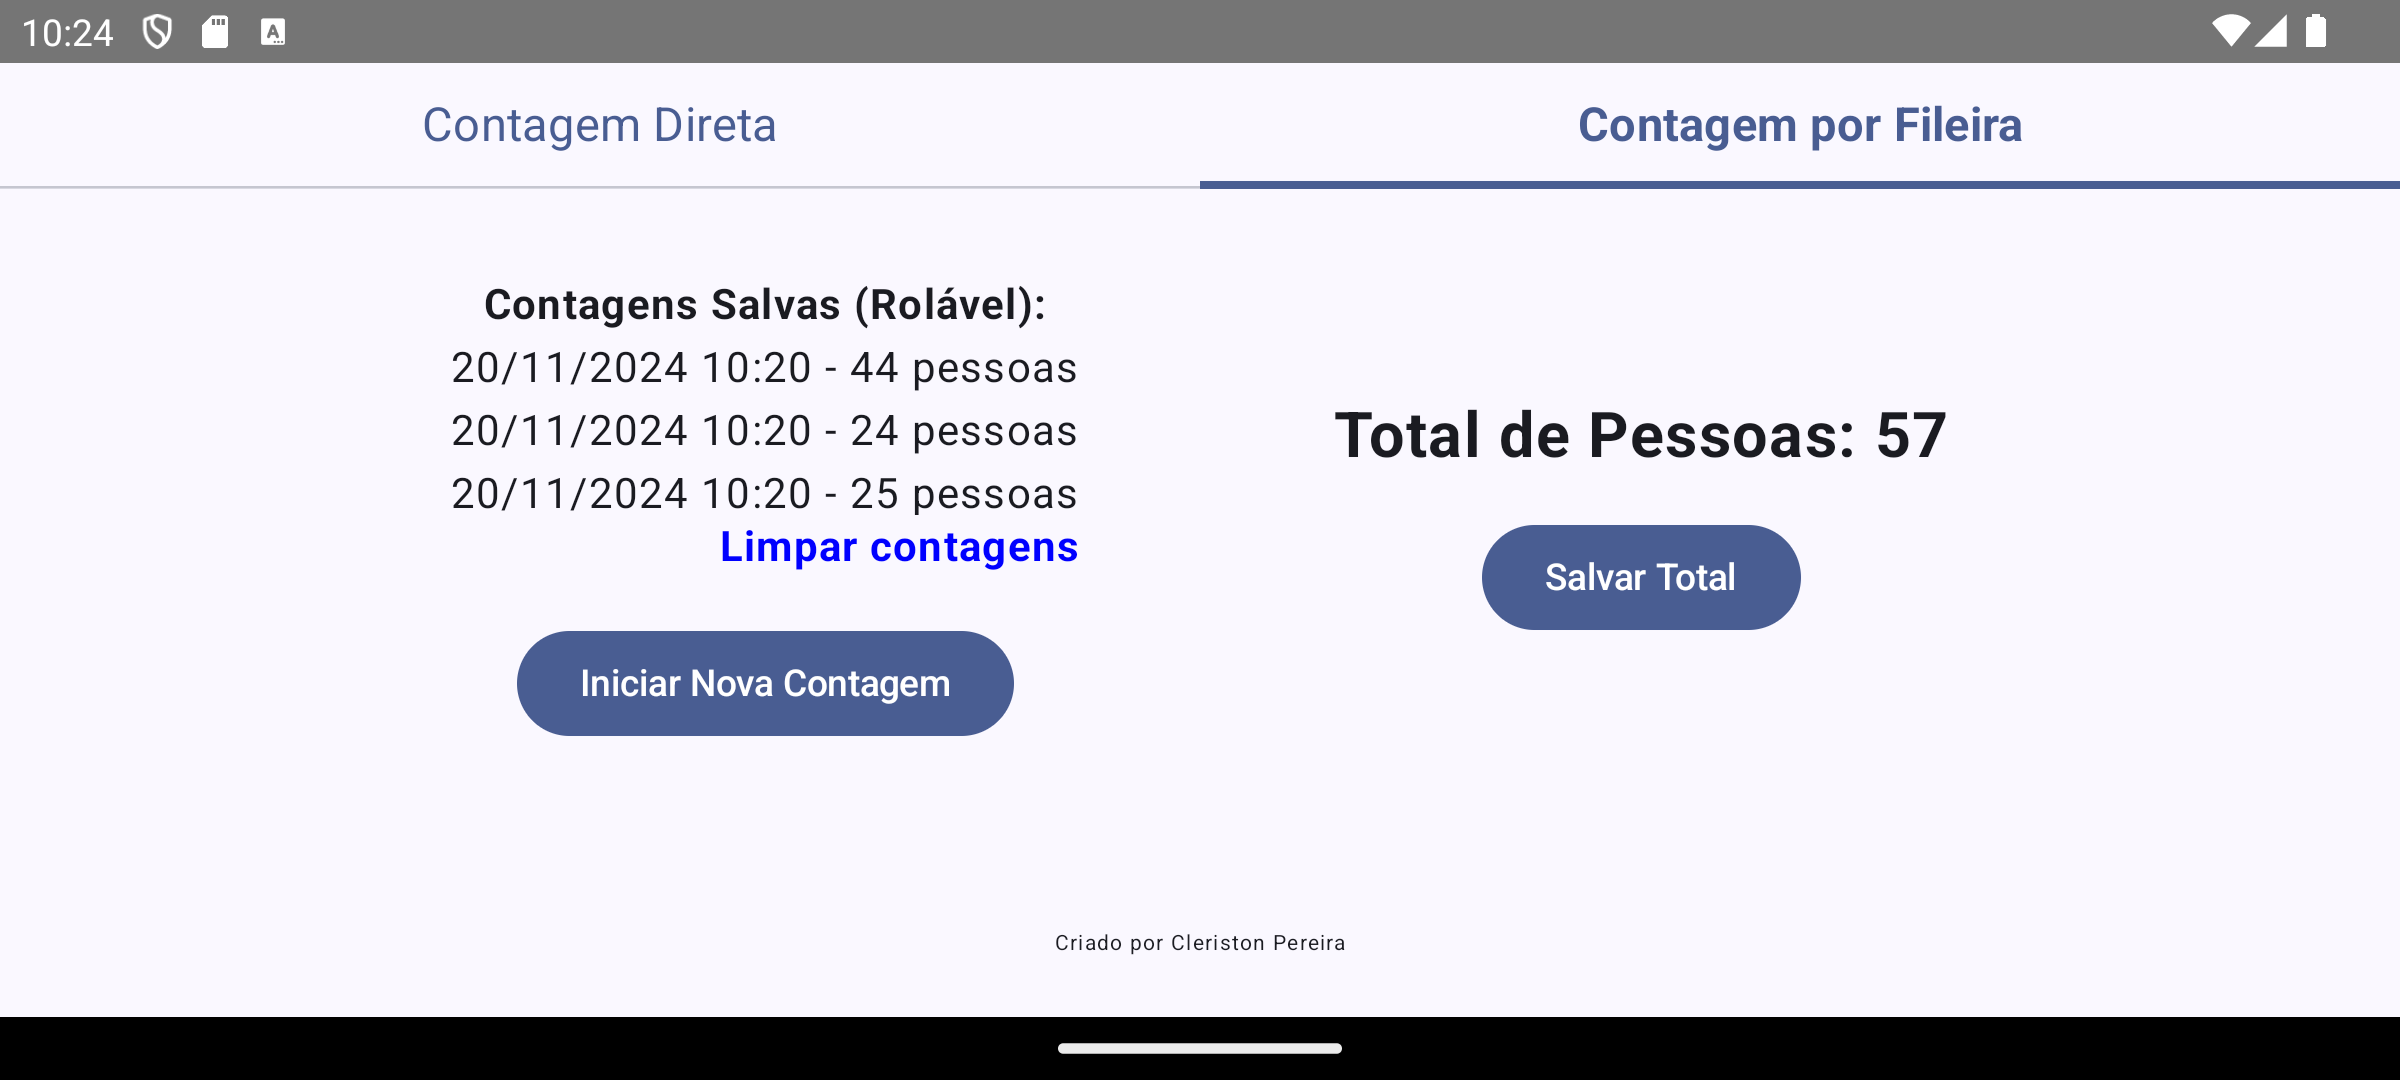 10:24
Contagem Direta
Contagem por Fileira
Contagens Salvas (Rolável):
20/11/2024 10:20 - 44 pessoas
20/11/2024 10:20 - 24 pessoas
20/11/2024 10:20 - 25 pessoas
Limpar contagens
Iniciar Nova Contagem
Total de Pessoas: 57
Salvar Total
Criado por Cleriston Pereira